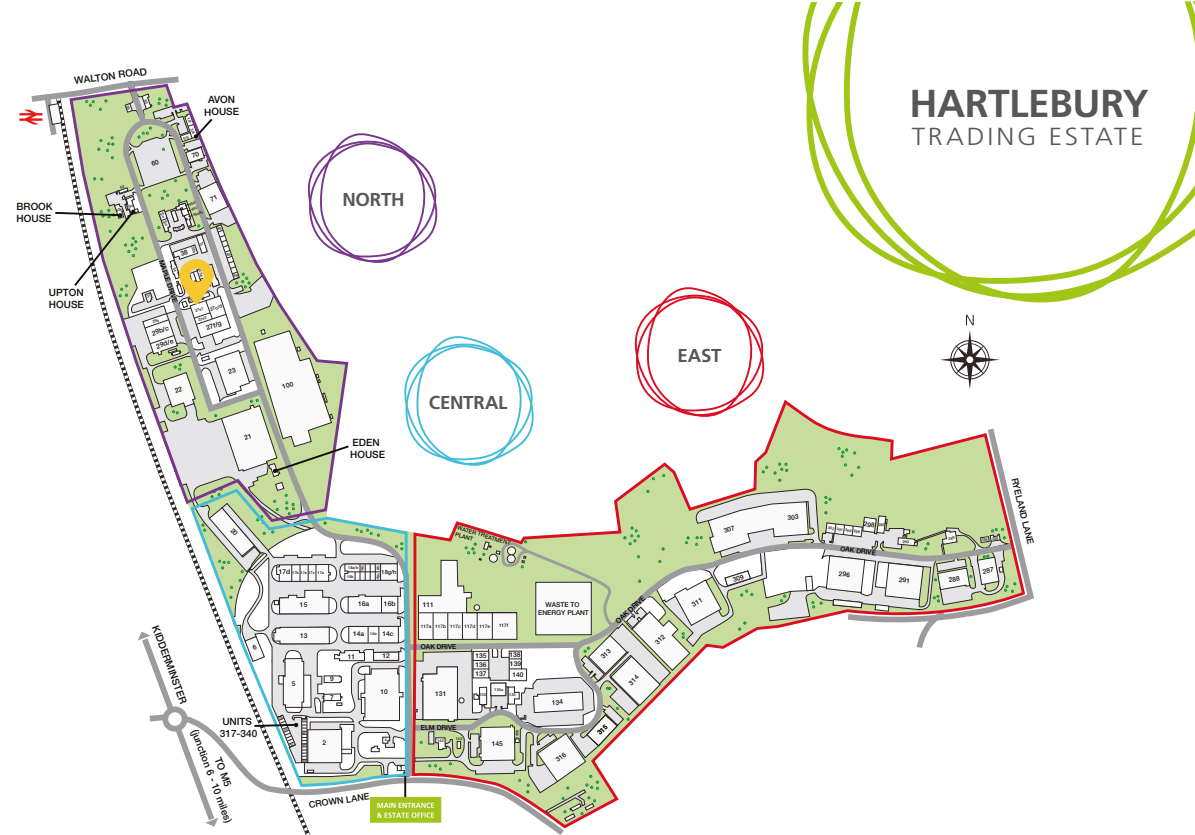 HARTLEBURY
TRADING ESTATE
WALTON ROAD
AVON
HOUSE
60
70
71
NORTH
BROOK
HOUSE
UPTON
HOUSE
MAPLE DRIVE
38
27f/g
29b/c
29d/e
23
22
100
21
EDEN
HOUSE
CENTRAL
EAST
N
RYELAND LANE
20
17d
18g/h
15
16a
16b
13
14a
14c
6
11
12
5
9
7
10
2
UNITS
317-340
KIDDERMINSTER
TO M5
(junction 6 - 10 miles)
CROWN LANE
MAIN ENTRANCE
& ESTATE OFFICE
WATER TREATMENT
PLANT
111
117a
117b
117c
117d
117e
117f
WASTE TO
ENERGY PLANT
OAK DRIVE
OAK DRIVE
OAK DRIVE
ELM DRIVE
131
135
136
137
138
139
140
134
145
307
303
309
311
312
313
314
315
316
298
296
291
288
287